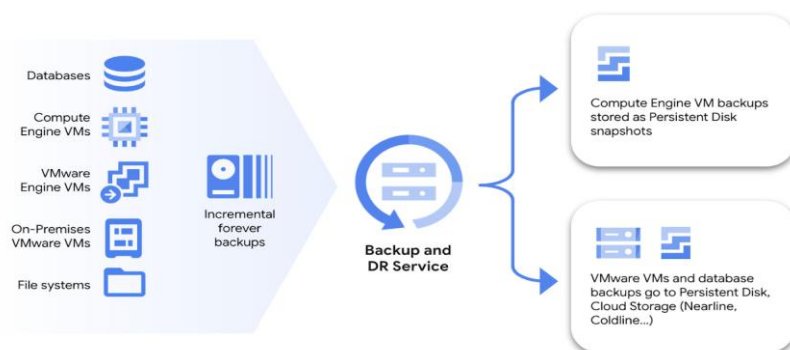 Databases
Compute
Engine VMs
VMware
Engine VMs
On-Premises
VMware VMs
File systems
Incremental
forever
backups
Backup and
DR Service
Compute Engine VM backups
stored as Persistent Disk
snapshots
VMware VMs and database
backups go to Persistent Disk,
Cloud Storage (Nearline,
Coldline...)